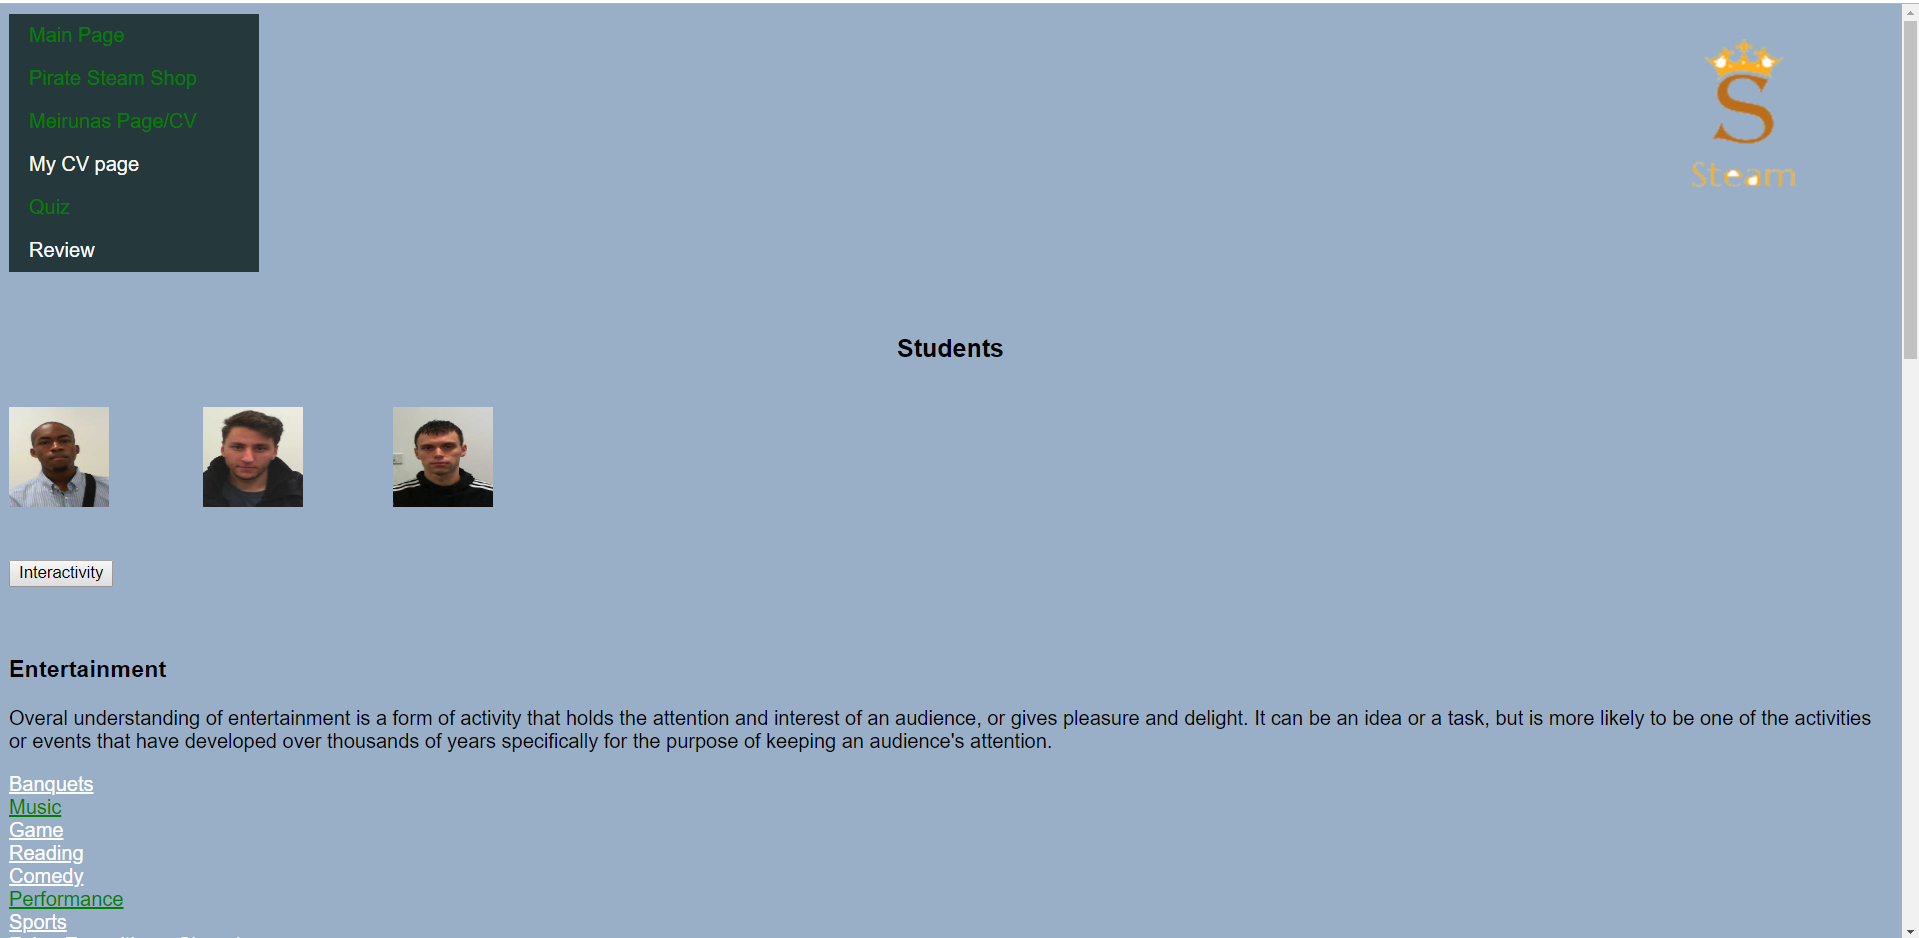 Main Page
Pirate Steam Shop
Meirunas Page/CV
My CV page
Quiz
Review
S
Steam
Students
Interactivity
Entertainment
Overal understanding of entertainment is a form of activity that holds the attention and interest of an audience, or gives pleasure and delight. It can be an idea or a task, but is more likely to be one of the activities
or events that have developed over thousands of years specifically for the purpose of keeping an audience's attention.
Banquets
Music
Game
Reading
Comedy
Performance
Sports